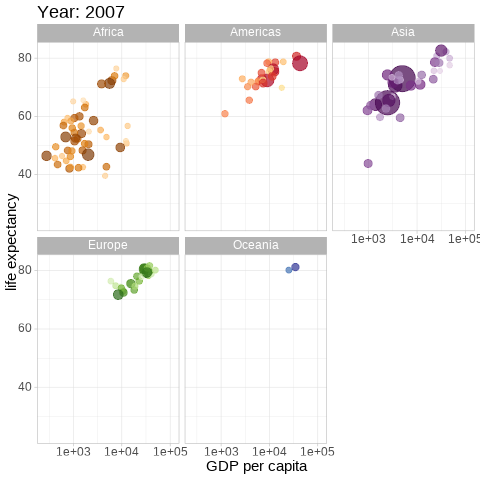 Year: 2007
Africa Americas Asia
80
60
40
1e+03 1e+04 1e+05
life expectancy
Europe Oceania
80
60
40
1e+03 1e+04 1e+05 1e+03 1e+04 1e+05
GDP per capita